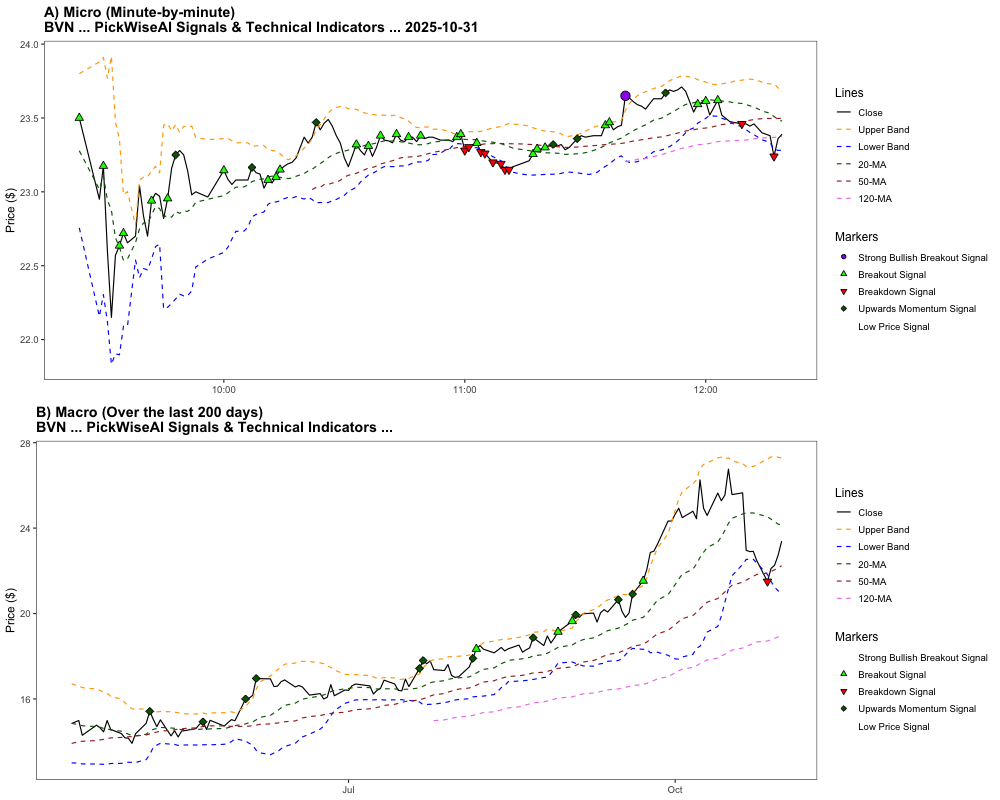 A) Micro (Minute-by-minute)
BVN ... PickWiseAI Signals & Technical Indicators ... 2025-10-31
24.0
23.5
23.0
22.5
22.0
Price ($)
10:00
11:00
12:00
Lines
Close
Upper Band
Lower Band
20-MA
50-MA
120-MA
Markers
Strong Bullish Breakout Signal
Breakout Signal
Breakdown Signal
Upwards Momentum Signal
Low Price Signal
B) Macro (Over the last 200 days)
BVN ... PickWiseAI Signals & Technical Indicators ...
28
24
20
16
Price ($)
Jul
Oct
Lines
Close
Upper Band
Lower Band
20-MA
50-MA
120-MA
Markers
Strong Bullish Breakout Signal
Breakout Signal
Breakdown Signal
Upwards Momentum Signal
Low Price Signal